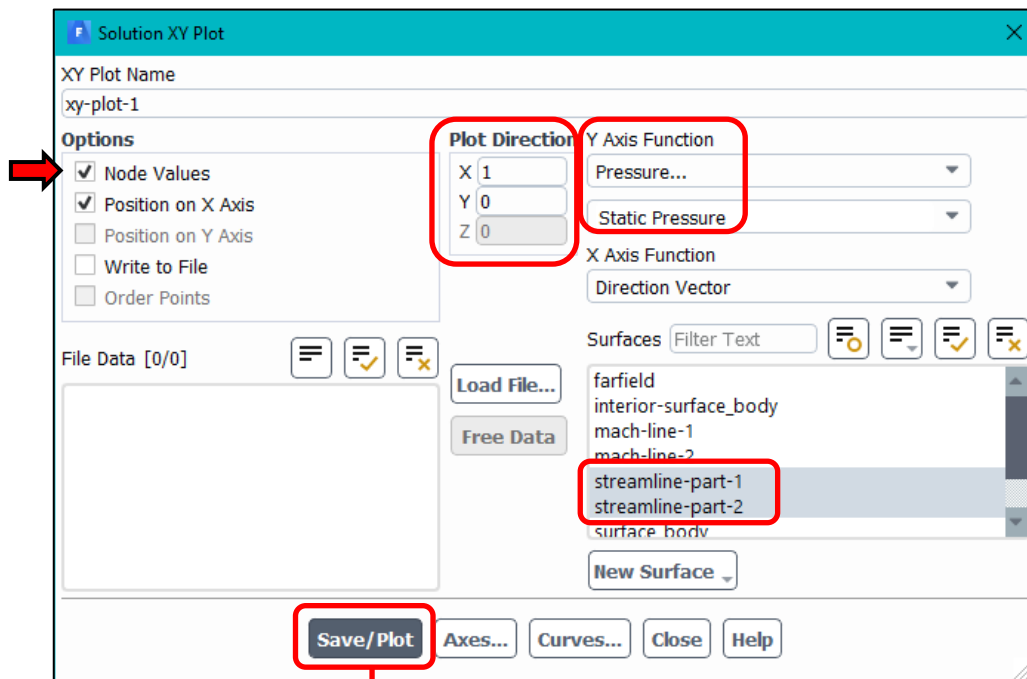 Solution XY Plot
XY Plot Name
xy-plot-1
Options
Node Values
Position on X Axis
Position on Y Axis
Write to File
Order Points
Plot Direction
X 1
Y 0
Z 0
Y Axis Function
Pressure...
Static Pressure
X Axis Function
Direction Vector
File Data [0/0]
Load File...
Free Data
Surfaces Filter Text
farfield
interior-surface_body
mach-line-1
mach-line-2
streamline-part-1
streamline-part-2
surface_body
New Surface
Save/Plot Axes... Curves... Close Help